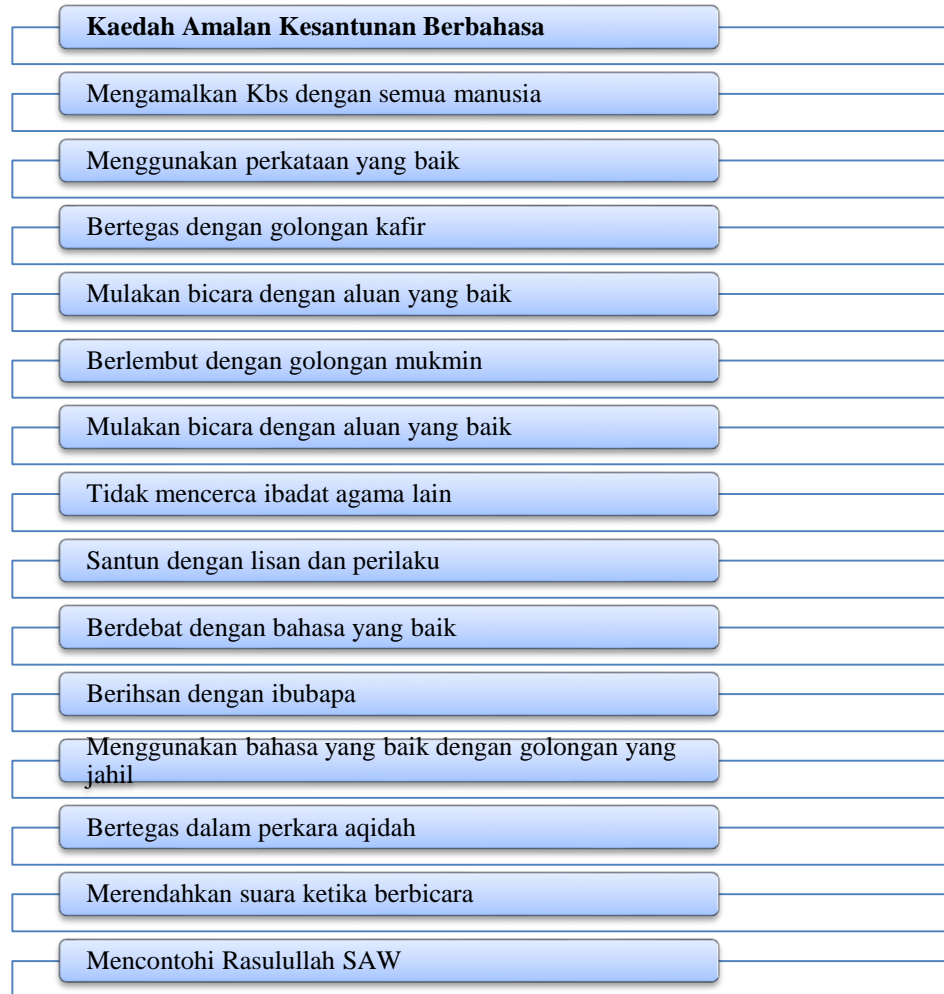 Kaedah Amalan Kesantunan Berbahasa
Mengamalkan Kbs dengan semua manusia
Menggunakan perkataan yang baik
Bertegas dengan golongan kafir
Mulakan bicara dengan aluan yang baik
Berlembut dengan golongan mukmin
Mulakan bicara dengan aluan yang baik
Tidak mencerca ibadat agama lain
Santun dengan lisan dan perilaku
Berdebat dengan bahasa yang baik
Berihsan dengan ibubapa
Menggunakan bahasa yang baik dengan golongan yang
jahil
Bertegas dalam perkara aqidah
Merendahkan suara ketika berbicara
Mencontohi Rasulullah SAW